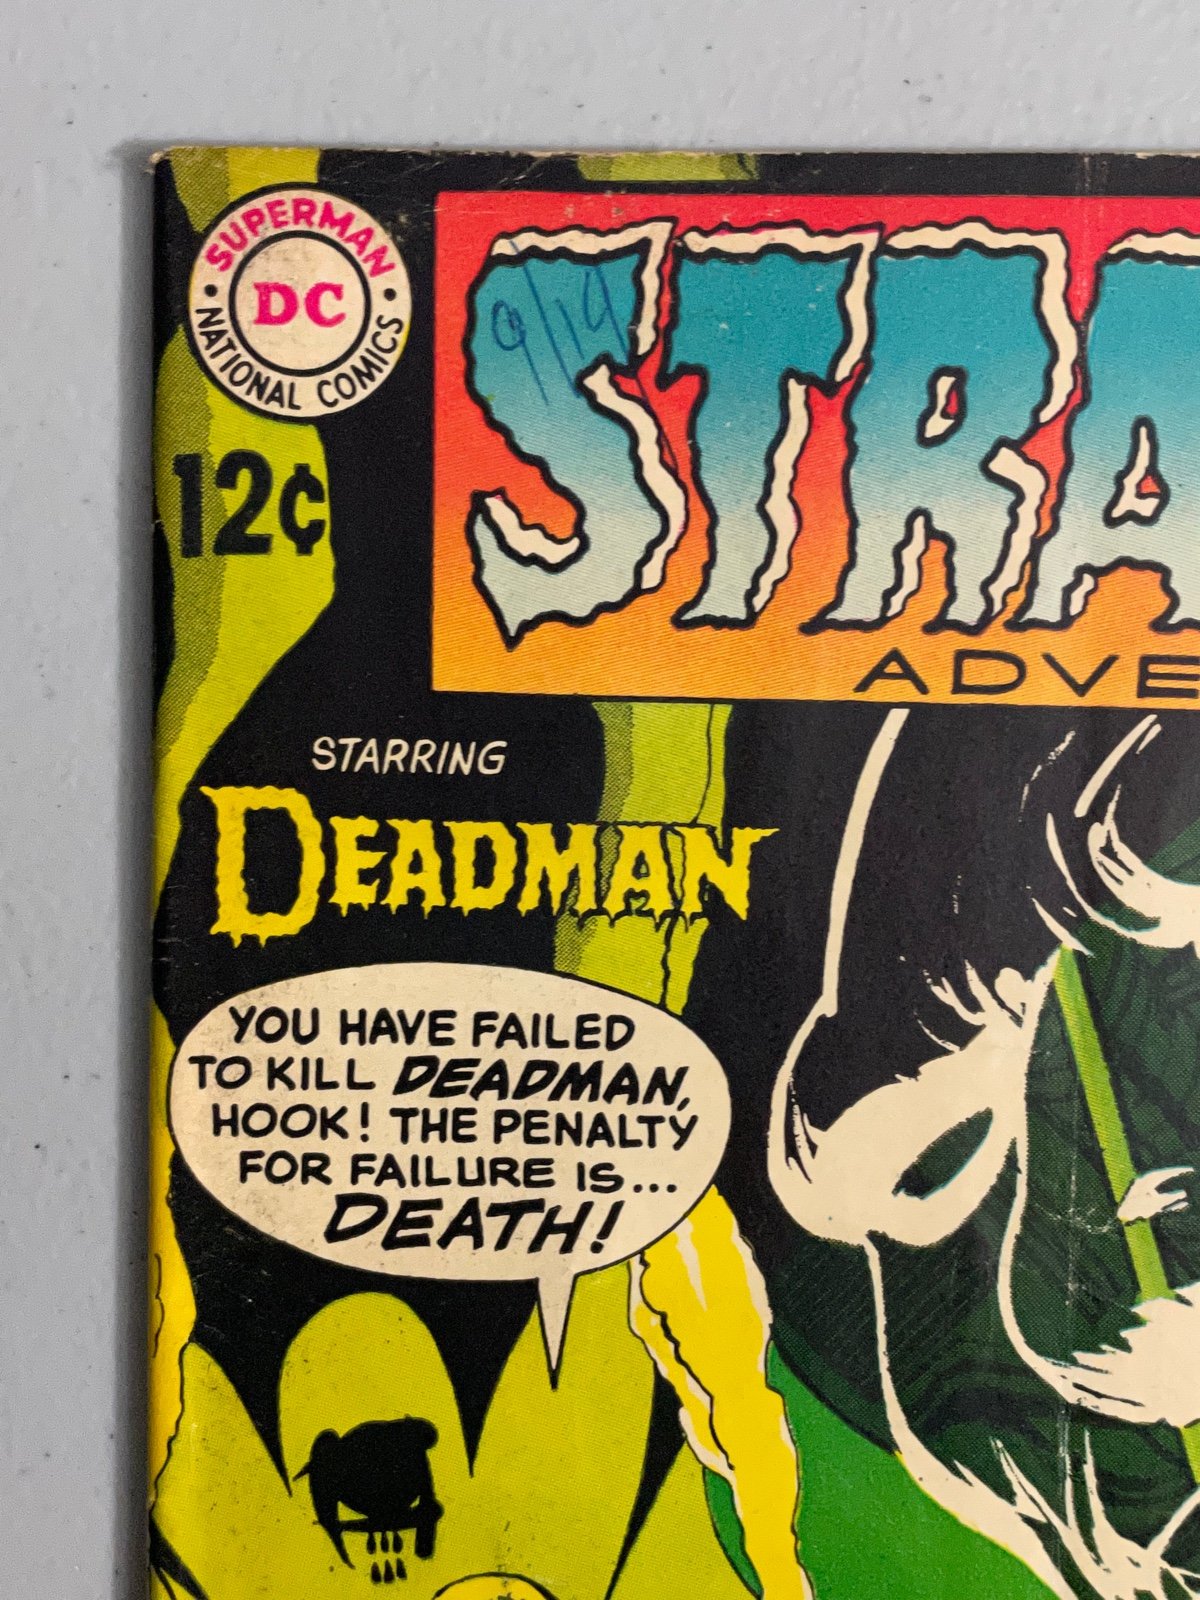 SUPERMAN
DC
NATIONAL COMICS
12¢
STRA
9/19
ADVE
STARRING
DEADMAN
YOU HAVE FAILED
TO KILL DEADMAN,
HOOK! THE PENALTY
FOR FAILURE IS...
DEATH!